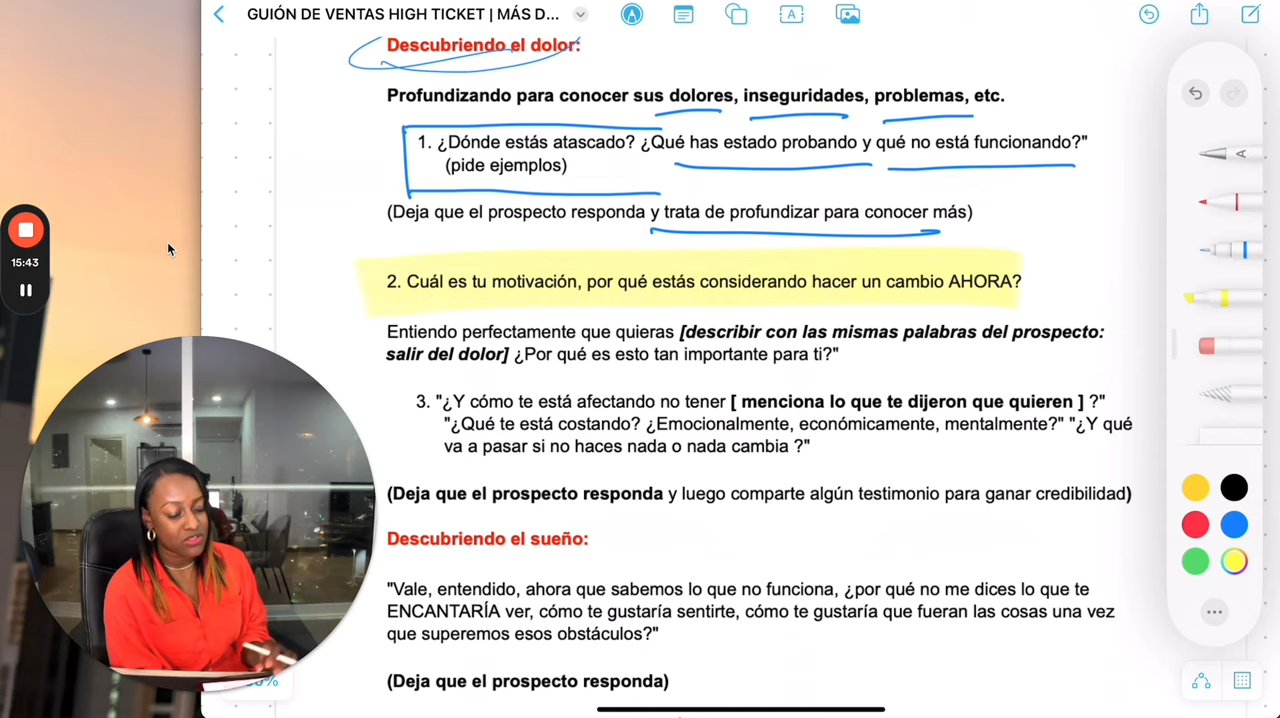 GUIÓN DE VENTAS HIGH TICKET | MÁS D...
Descubriendo el dolor:
Profundizando para conocer sus dolores, inseguridades, problemas, etc.
1. ¿Dónde estás atascado? ¿Qué has estado probando y qué no está funcionando?"
(pide ejemplos)
(Deja que el prospecto responda y trata de profundizar para conocer más)
15:43
2. Cuál es tu motivación, por qué estás considerando hacer un cambio AHORA?
Entiendo perfectamente que quieras [describir con las mismas palabras del prospecto:
salir del dolor] ¿Por qué es esto tan importante para ti?"
3. "¿Y cómo te está afectando no tener [ menciona lo que te dijeron que quieren ] ?"
"¿Qué te está costando? ¿Emocionalmente, económicamente, mentalmente?" "¿Y qué
va a pasar si no haces nada o nada cambia ?"
(Deja que el prospecto responda y luego comparte algún testimonio para ganar credibilidad)
Descubriendo el sueño:
"Vale, entendido, ahora que sabemos lo que no funciona, ¿por qué no me dices lo que te
ENCANTARÍA ver, cómo te gustaría sentirte, cómo te gustaría que fueran las cosas una vez
que superemos esos obstáculos?"
(Deja que el prospecto responda)